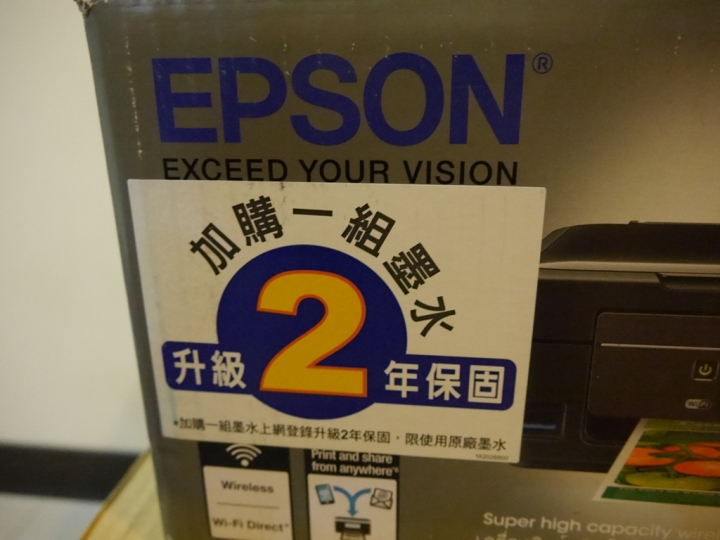 EPSON®
EXCEED YOUR VISION
加購一組墨水
升級2年保固
*加購一組墨水上網登錄升級2年保固,限使用原廠墨水
Wireless
Wi-Fi Direct*
Print and share
from anywhere
Wi-Fi
Super high capacity